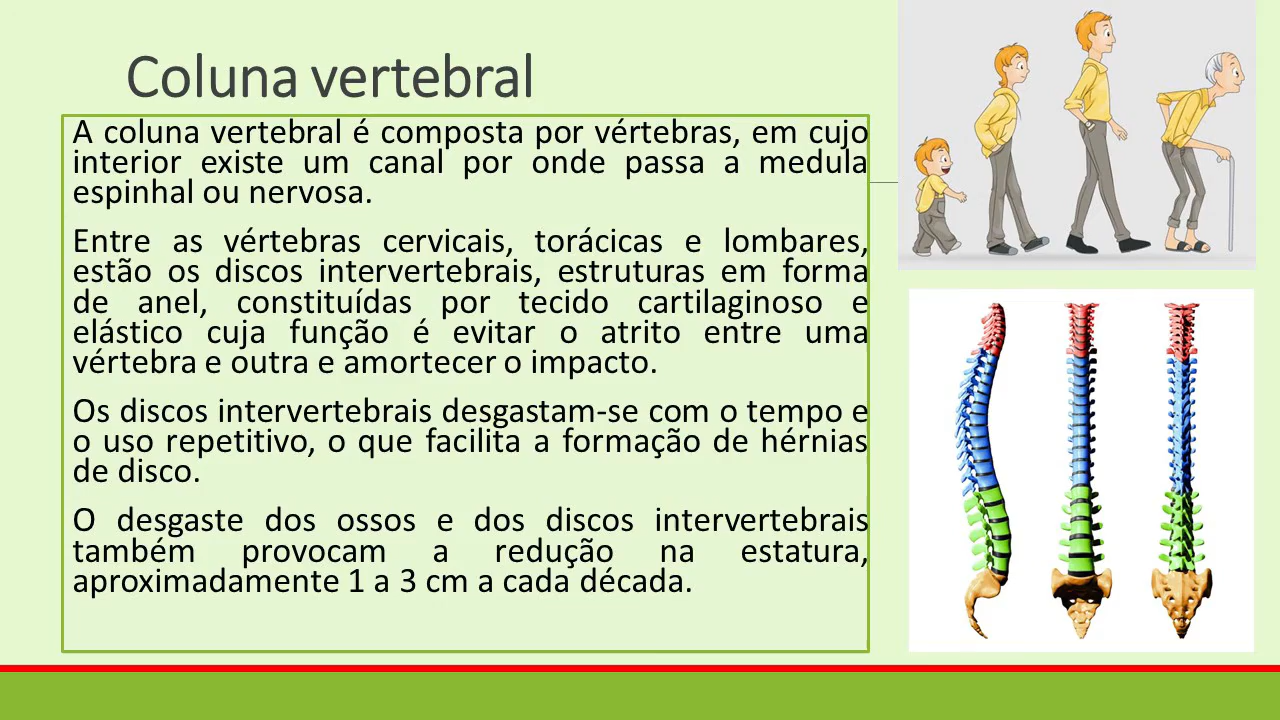 Coluna vertebral
A coluna vertebral é composta por vértebras, em cujo
interior existe um canal por onde passa a medula
espinhal ou nervosa.
Entre as vértebras cervicais, torácicas e lombares,
estão os discos intervertebrais, estruturas em forma
de anel, constituídas por tecido cartilaginoso e
elástico cuja função é evitar o atrito entre uma
vértebra e outra e amortecer o impacto.
Os discos intervertebrais desgastam-se com o tempo e
o uso repetitivo, o que facilita a formação de hérnias
de disco.
O desgaste dos ossos e dos discos intervertebrais
também provocam a redução na estatura,
aproximadamente 1 a 3 cm a cada década.